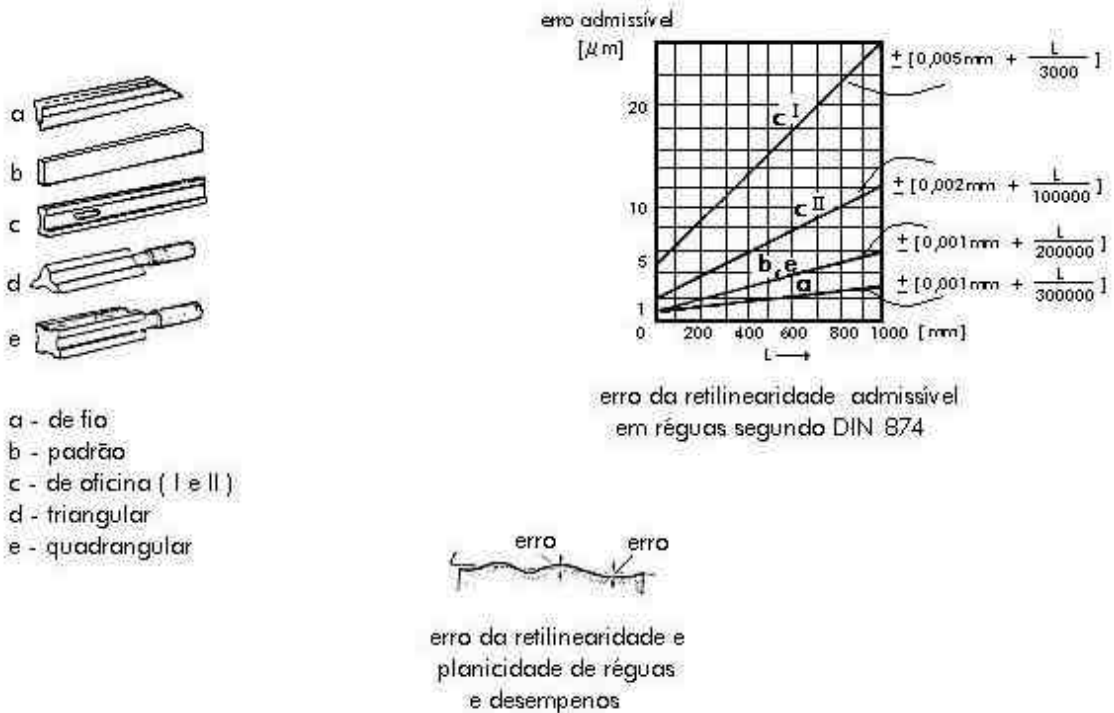 a
b
c
d
e
a - de fio
b - padrão
c - de oficina ( I e II )
d - triangular
e - quadrangular
erro admissível
[μm]
20
10
5
1
0 200 400 600 800 1000 [mm]
L
c I
c II
b, e
a
± [0,005mm + L/3000 ]
± [0,002mm + L/100000 ]
± [0,001mm + L/200000 ]
± [0,001mm + L/300000 ]
erro da retilinearidade admissível
em réguas segundo DIN 874
erro erro
erro da retilinearidade e
planicidade de réguas
e desempenos